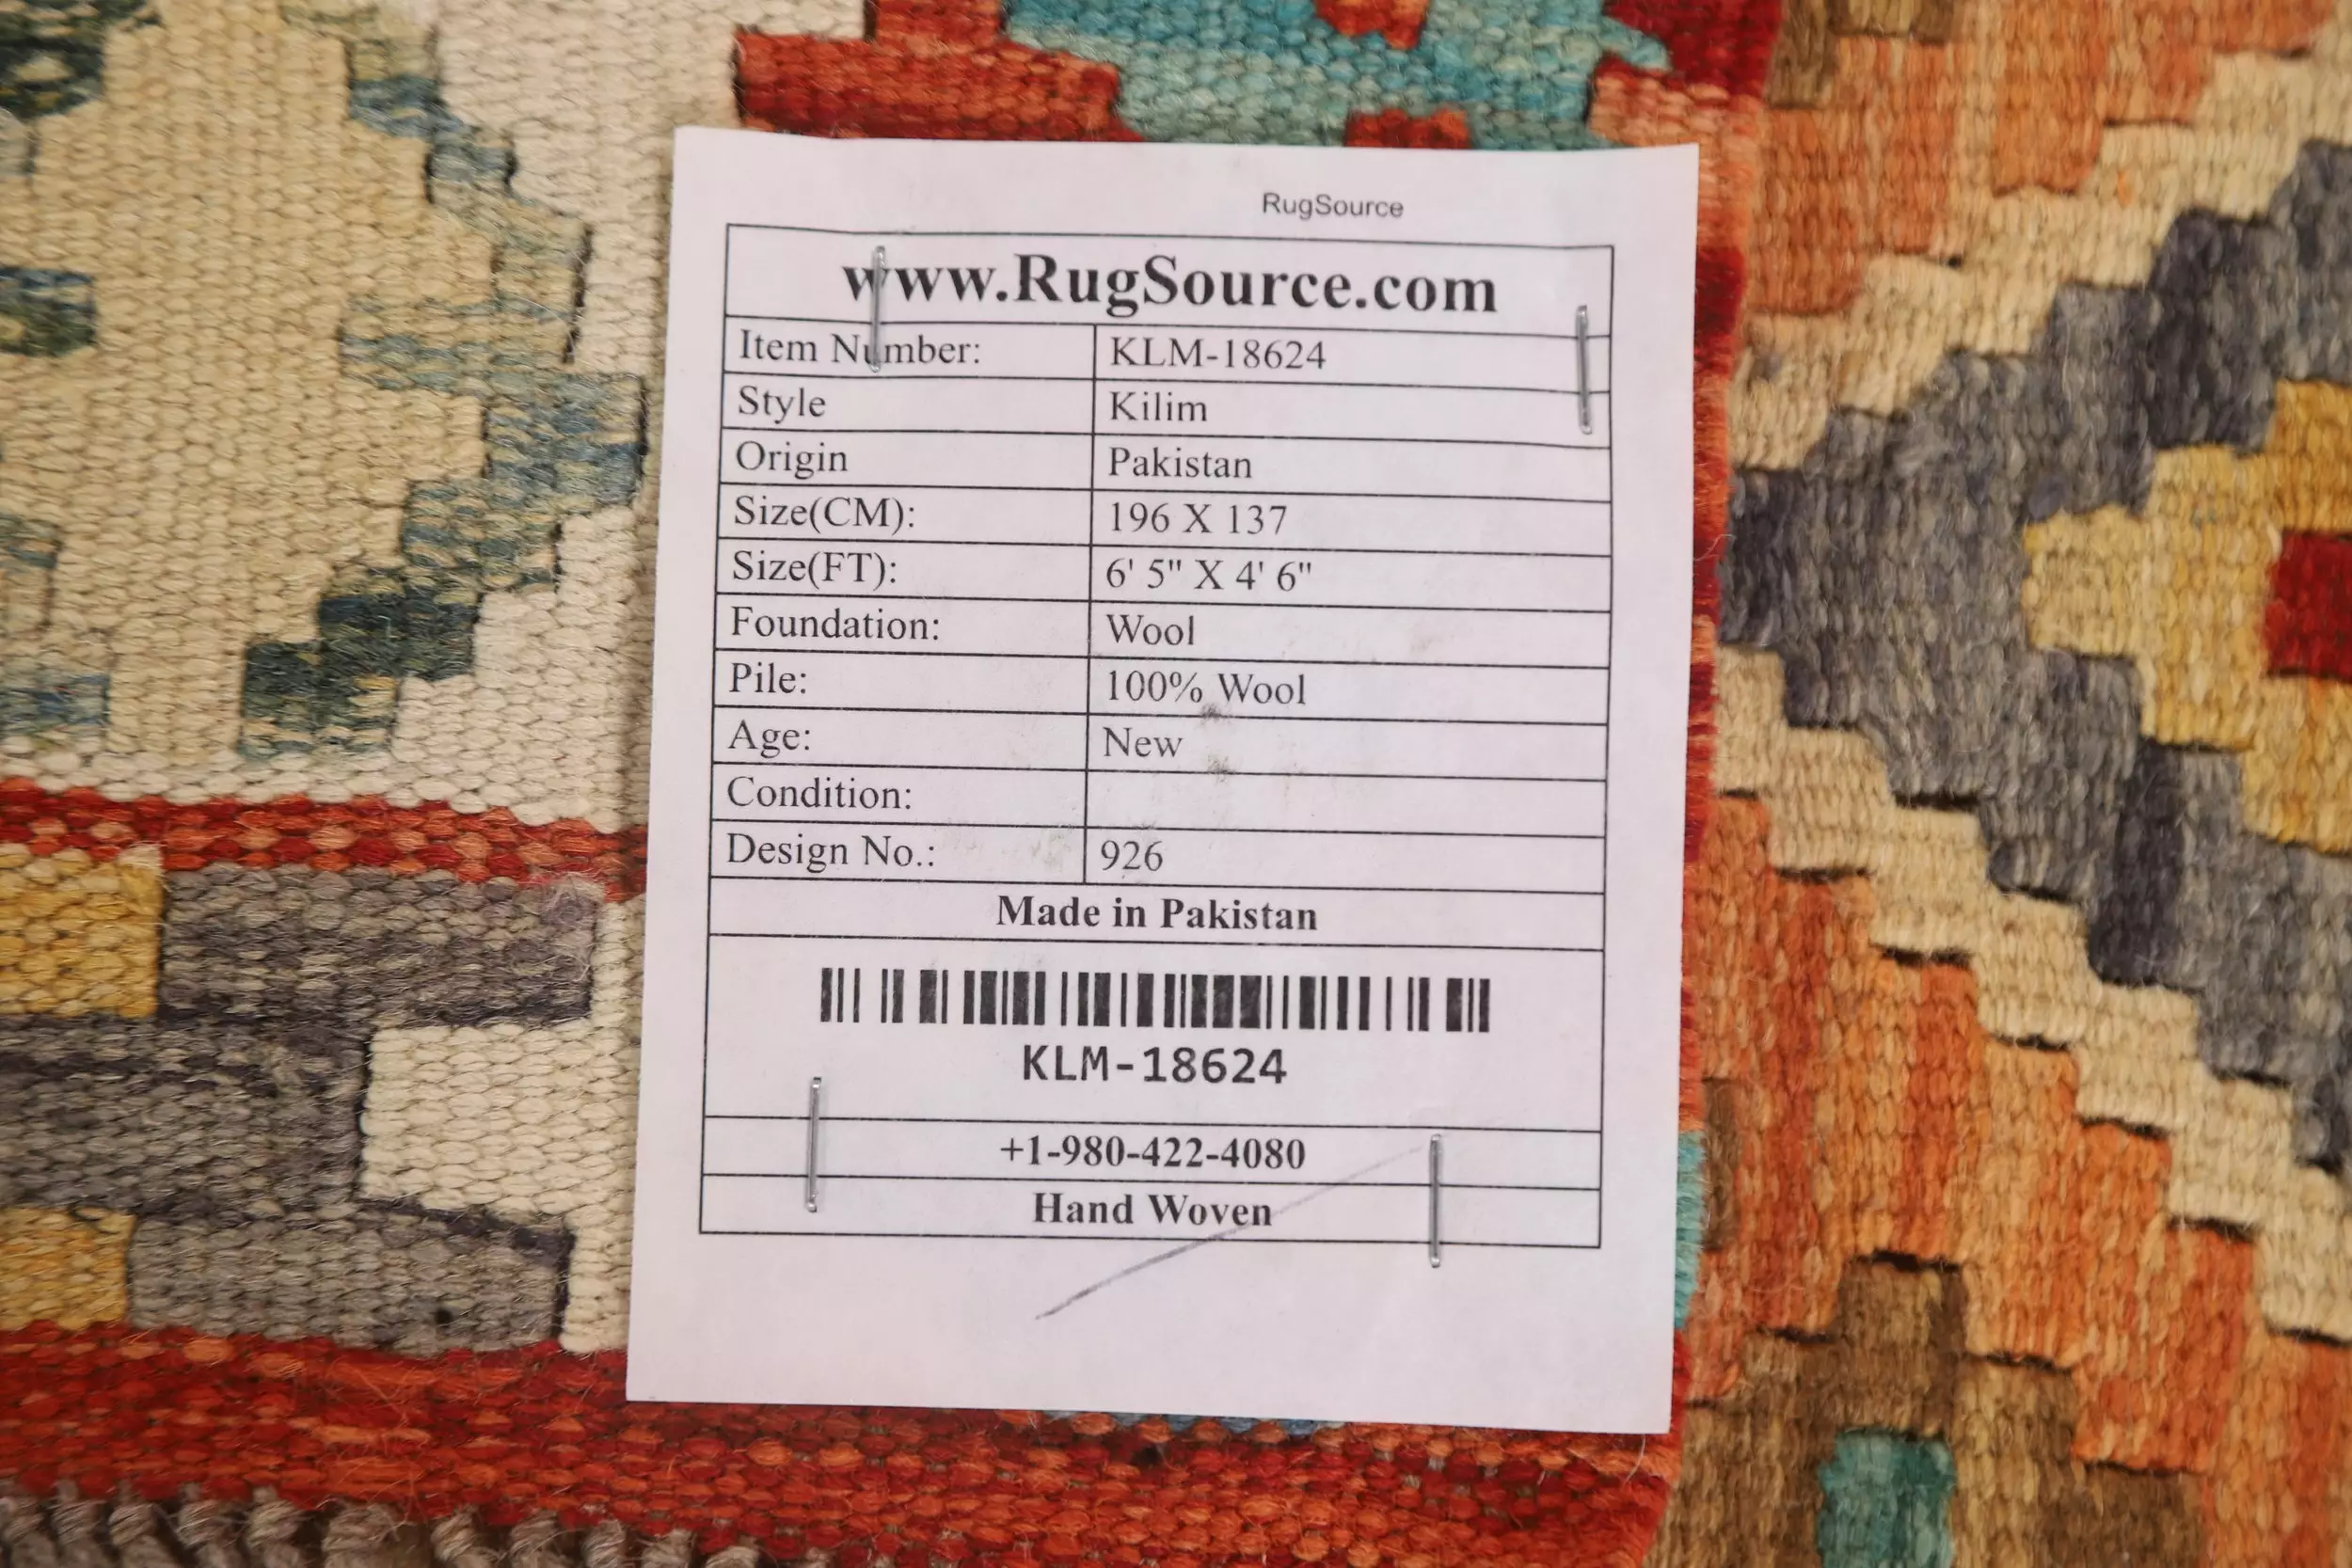 RugSource
www.RugSource.com
Item Number: KLM-18624
Style Kilim
Origin Pakistan
Size(CM): 196 X 137
Size(FT): 6' 5" X 4' 6"
Foundation: Wool
Pile: 100% Wool
Age: New
Condition:
Design No.: 926
Made in Pakistan
KLM-18624
+1-980-422-4080
Hand Woven